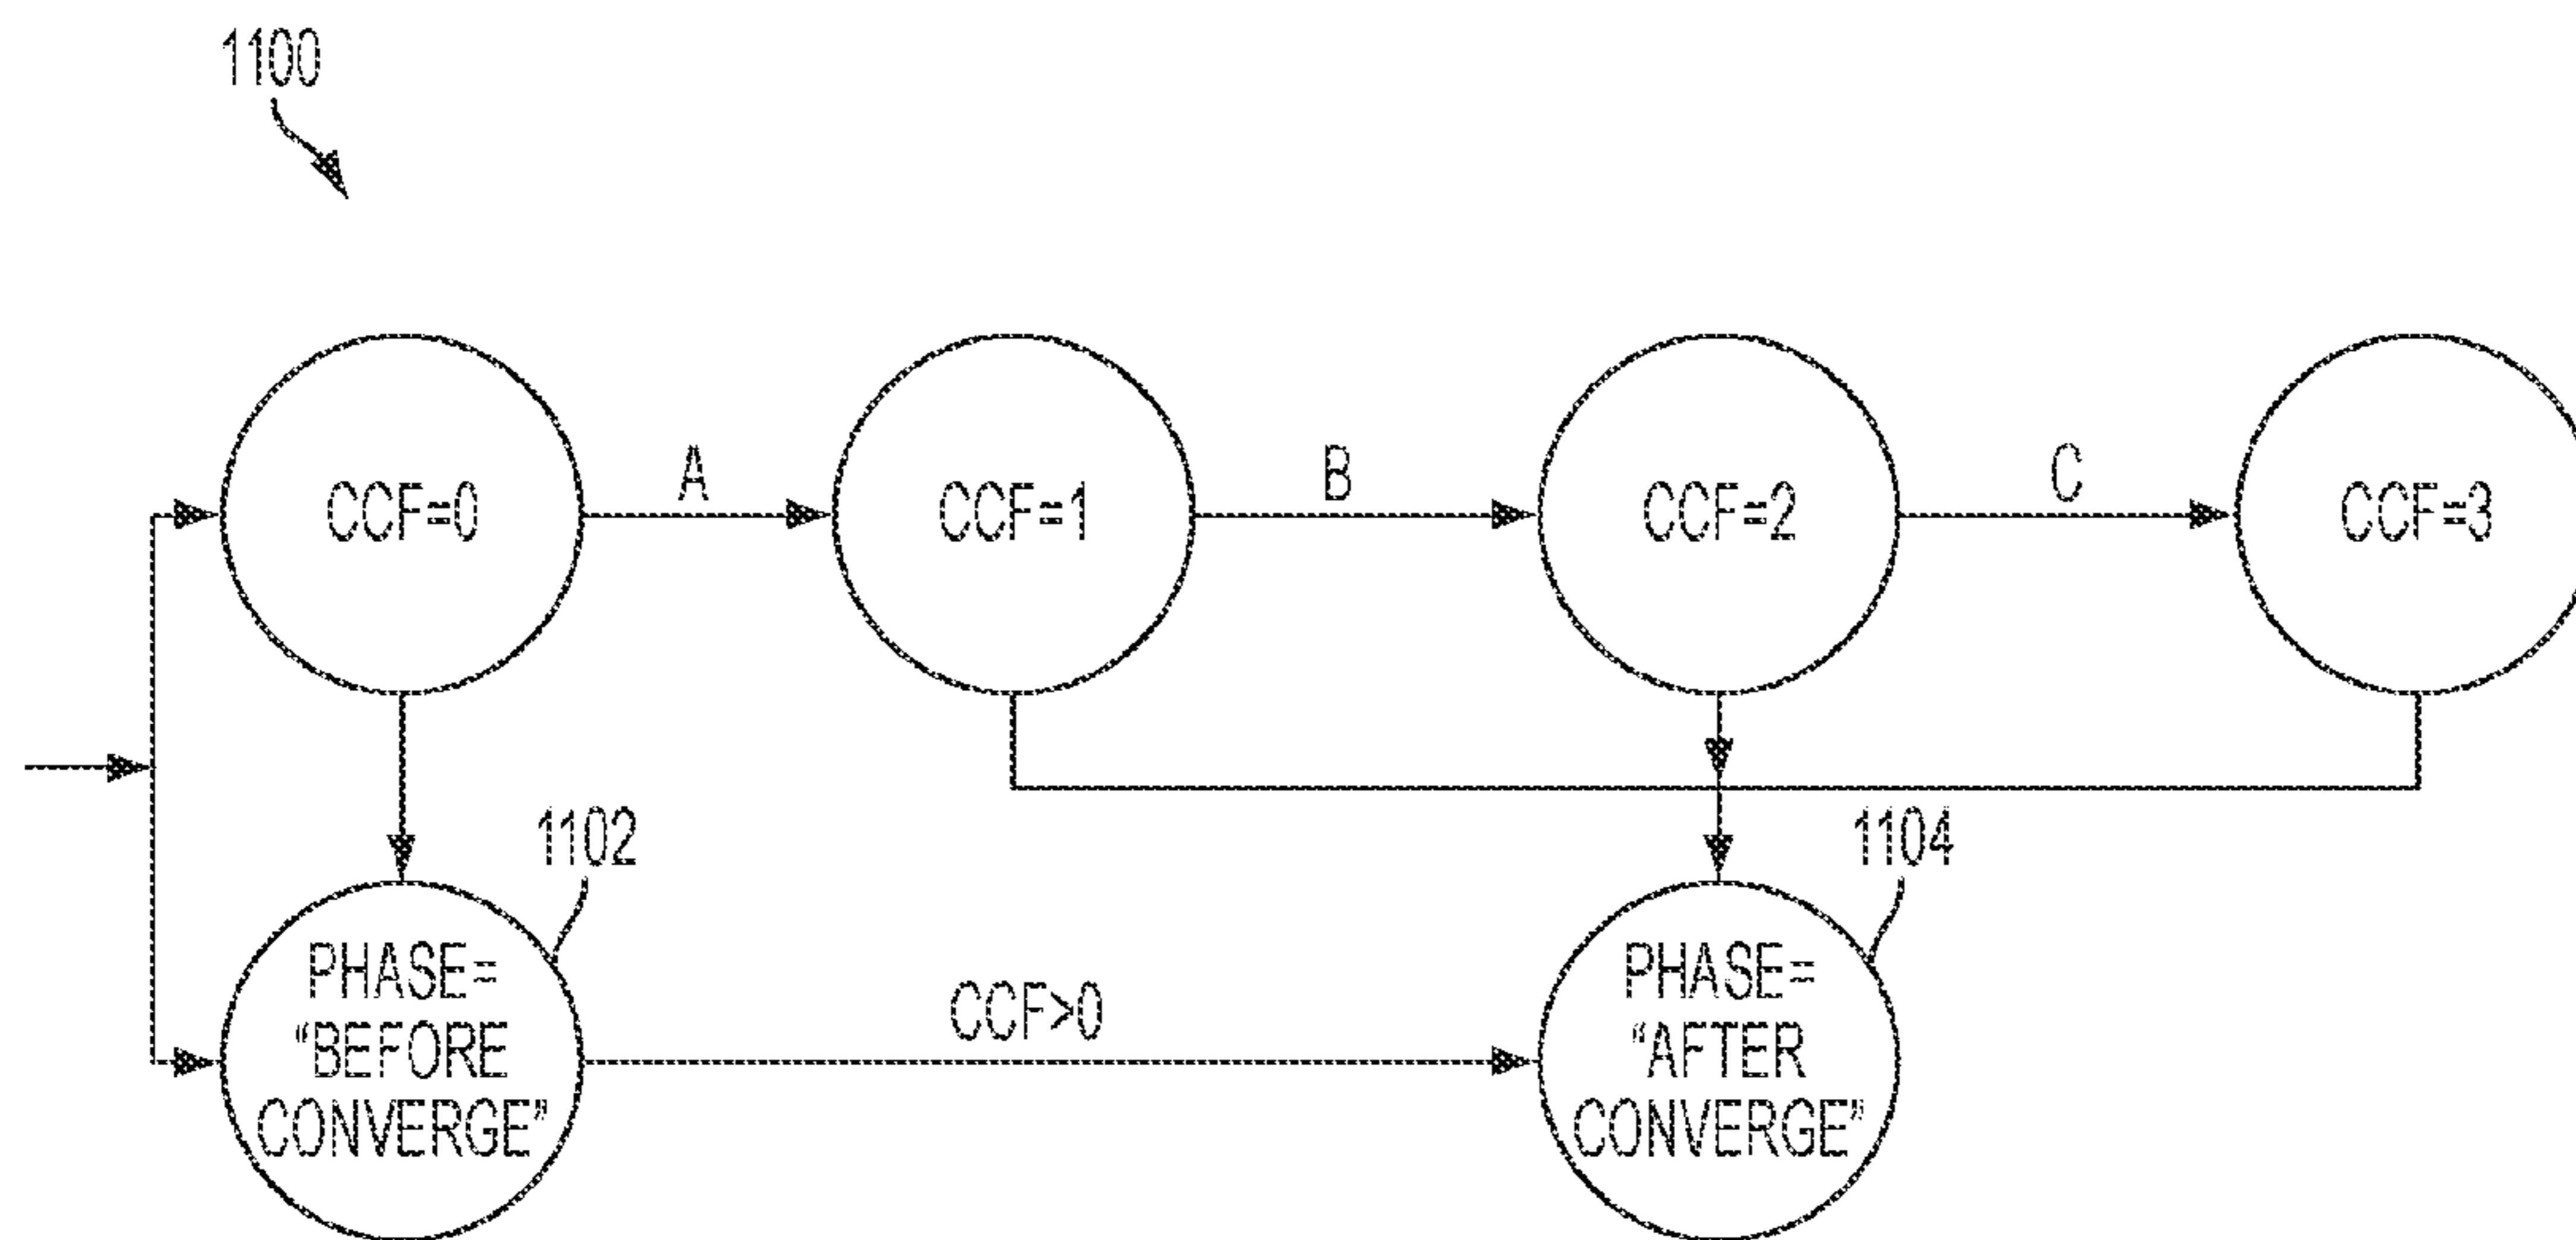 1100
CCF=0
A
CCF=1
B
CCF=2
C
CCF=3
1102
1104
PHASE=
"BEFORE
CONVERGE"
CCF>0
PHASE=
"AFTER
CONVERGE"